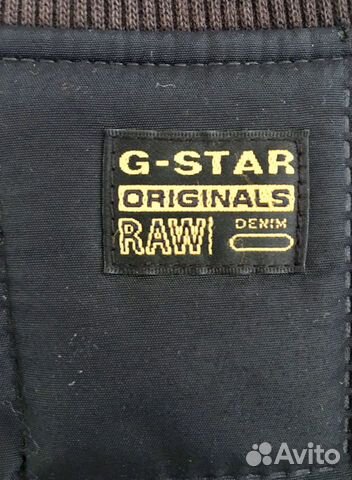 G-STAR
ORIGINALS
RAW DENIM
Avito